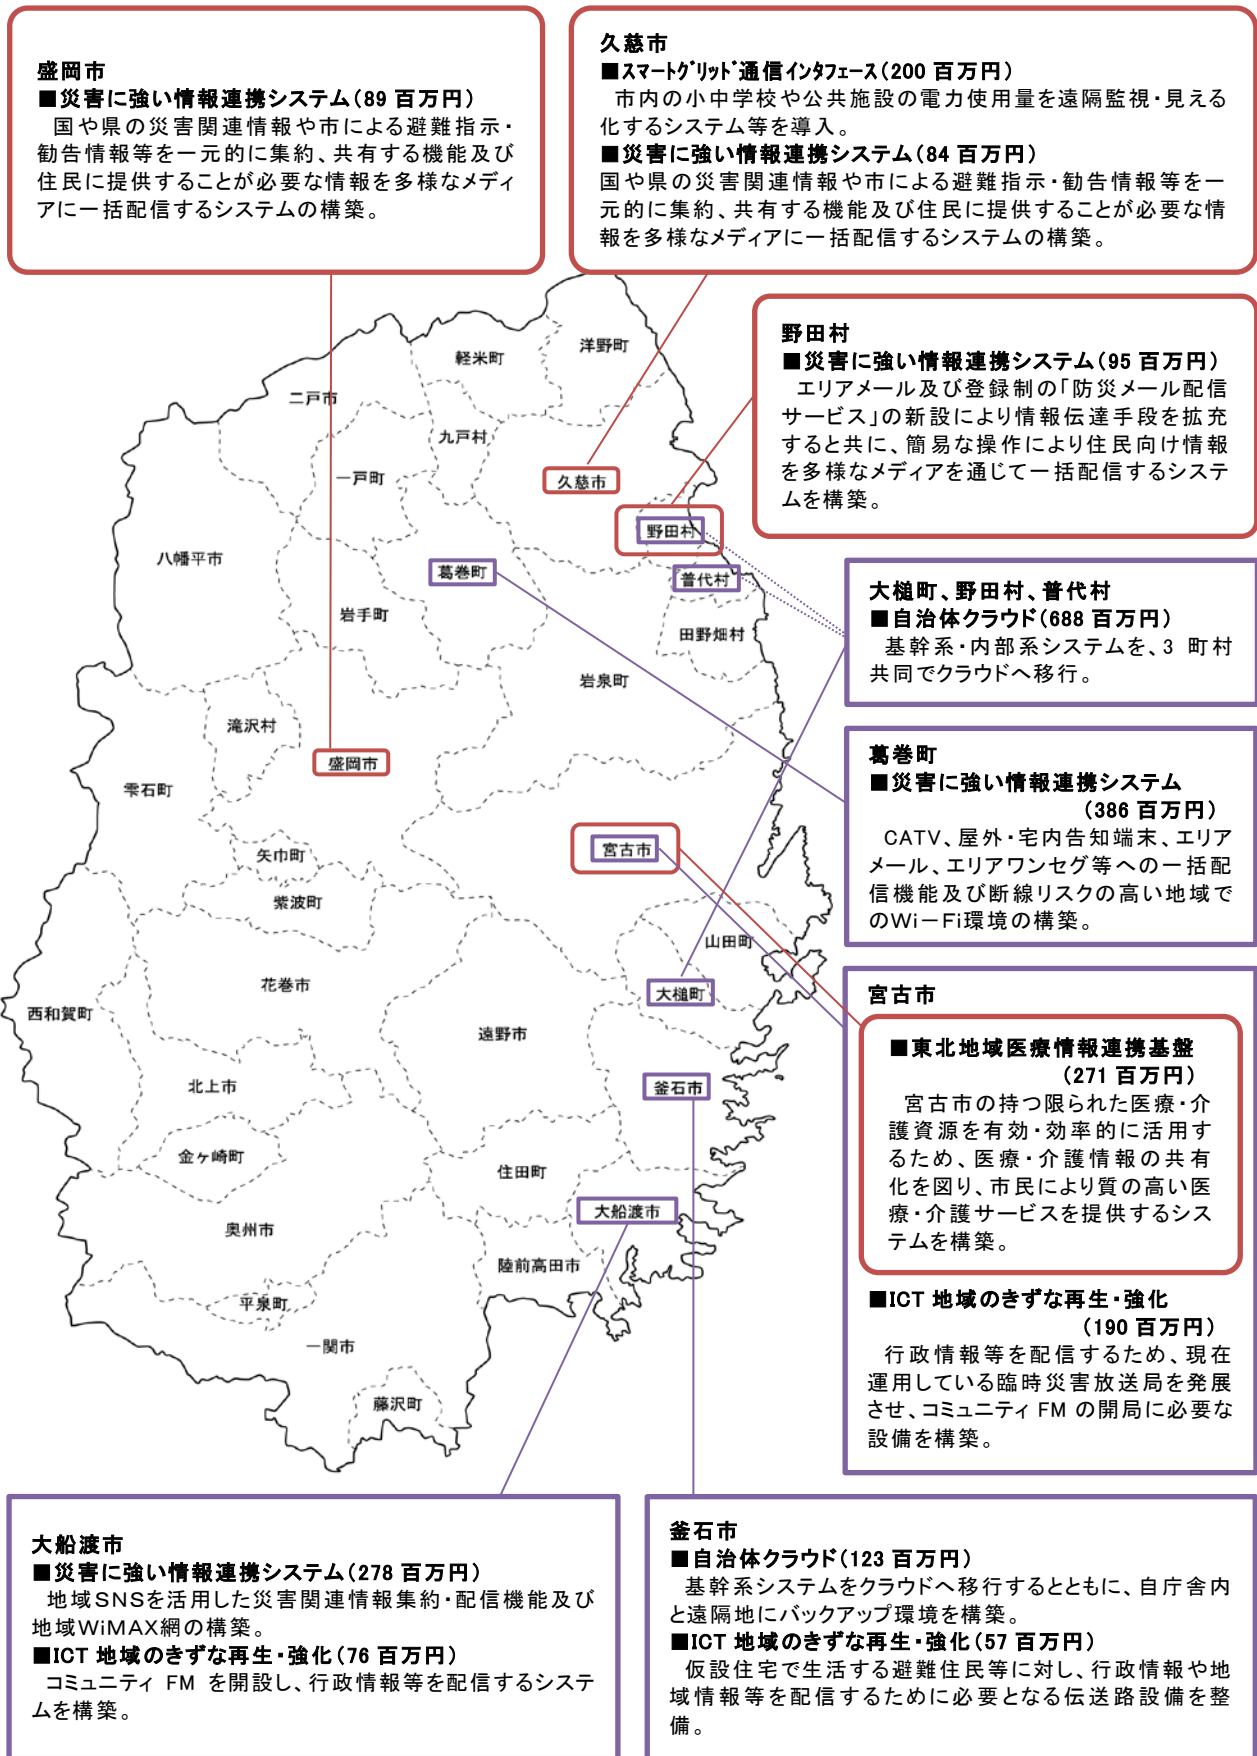 盛岡市
■災害に強い情報連携システム(89 百万円)
国や県の災害関連情報や市による避難指示・
勧告情報等を一元的に集約、共有する機能及び
住民に提供することが必要な情報を多様なメディ
アに一括配信するシステムの構築。
久慈市
■スマートグリッド通信インタフェース(200 百万円)
市内の小中学校や公共施設の電力使用量を遠隔監視・見える
化するシステム等を導入。
■災害に強い情報連携システム(84 百万円)
国や県の災害関連情報や市による避難指示・勧告情報等を一
元的に集約、共有する機能及び住民に提供することが必要な情
報を多様なメディアに一括配信するシステムの構築。
野田村
■災害に強い情報連携システム(95 百万円)
エリアメール及び登録制の「防災メール配信
サービス」の新設により情報伝達手段を拡充
すると共に、簡易な操作により住民向け情報
を多様なメディアを通じて一括配信するシステ
ムを構築。
洋野町
軽米町
二戸市
九戸村
一戸町
久慈市
野田村
八幡平市
葛巻町
普代村
岩手町
田野畑村
岩泉町
滝沢村
盛岡市
雫石町
宮古市
矢巾町
紫波町
山田町
花巻市
大槌町
西和賀町
遠野市
北上市
釜石市
金ヶ崎町
住田町
大船渡市
奥州市
陸前高田市
平泉町
一関市
藤沢町
大槌町、野田村、普代村
■自治体クラウド(688 百万円)
基幹系・内部系システムを、3 町村
共同でクラウドへ移行。
葛巻町
■災害に強い情報連携システム
(386 百万円)
CATV、屋外・宅内告知端末、エリア
メール、エリアワンセグ等への一括配
信機能及び断線リスクの高い地域で
のWi-Fi環境の構築。
宮古市
■東北地域医療情報連携基盤
(271 百万円)
宮古市の持つ限られた医療・介
護資源を有効・効率的に活用す
るため、医療・介護情報の共有
化を図り、市民により質の高い医
療・介護サービスを提供するシス
テムを構築。
■ICT 地域のきずな再生・強化
(190 百万円)
行政情報等を配信するため、現在
運用している臨時災害放送局を発展
させ、コミュニティ FM の開局に必要な
設備を構築。
大船渡市
■災害に強い情報連携システム(278 百万円)
地域SNSを活用した災害関連情報集約・配信機能及び
地域WiMAX網の構築。
■ICT 地域のきずな再生・強化(76 百万円)
コミュニティ FM を開設し、行政情報等を配信するシステ
ムを構築。
釜石市
■自治体クラウド(123 百万円)
基幹系システムをクラウドへ移行するとともに、自庁舎内
と遠隔地にバックアップ環境を構築。
■ICT 地域のきずな再生・強化(57 百万円)
仮設住宅で生活する避難住民等に対し、行政情報や地
域情報等を配信するために必要となる伝送路設備を整
備。